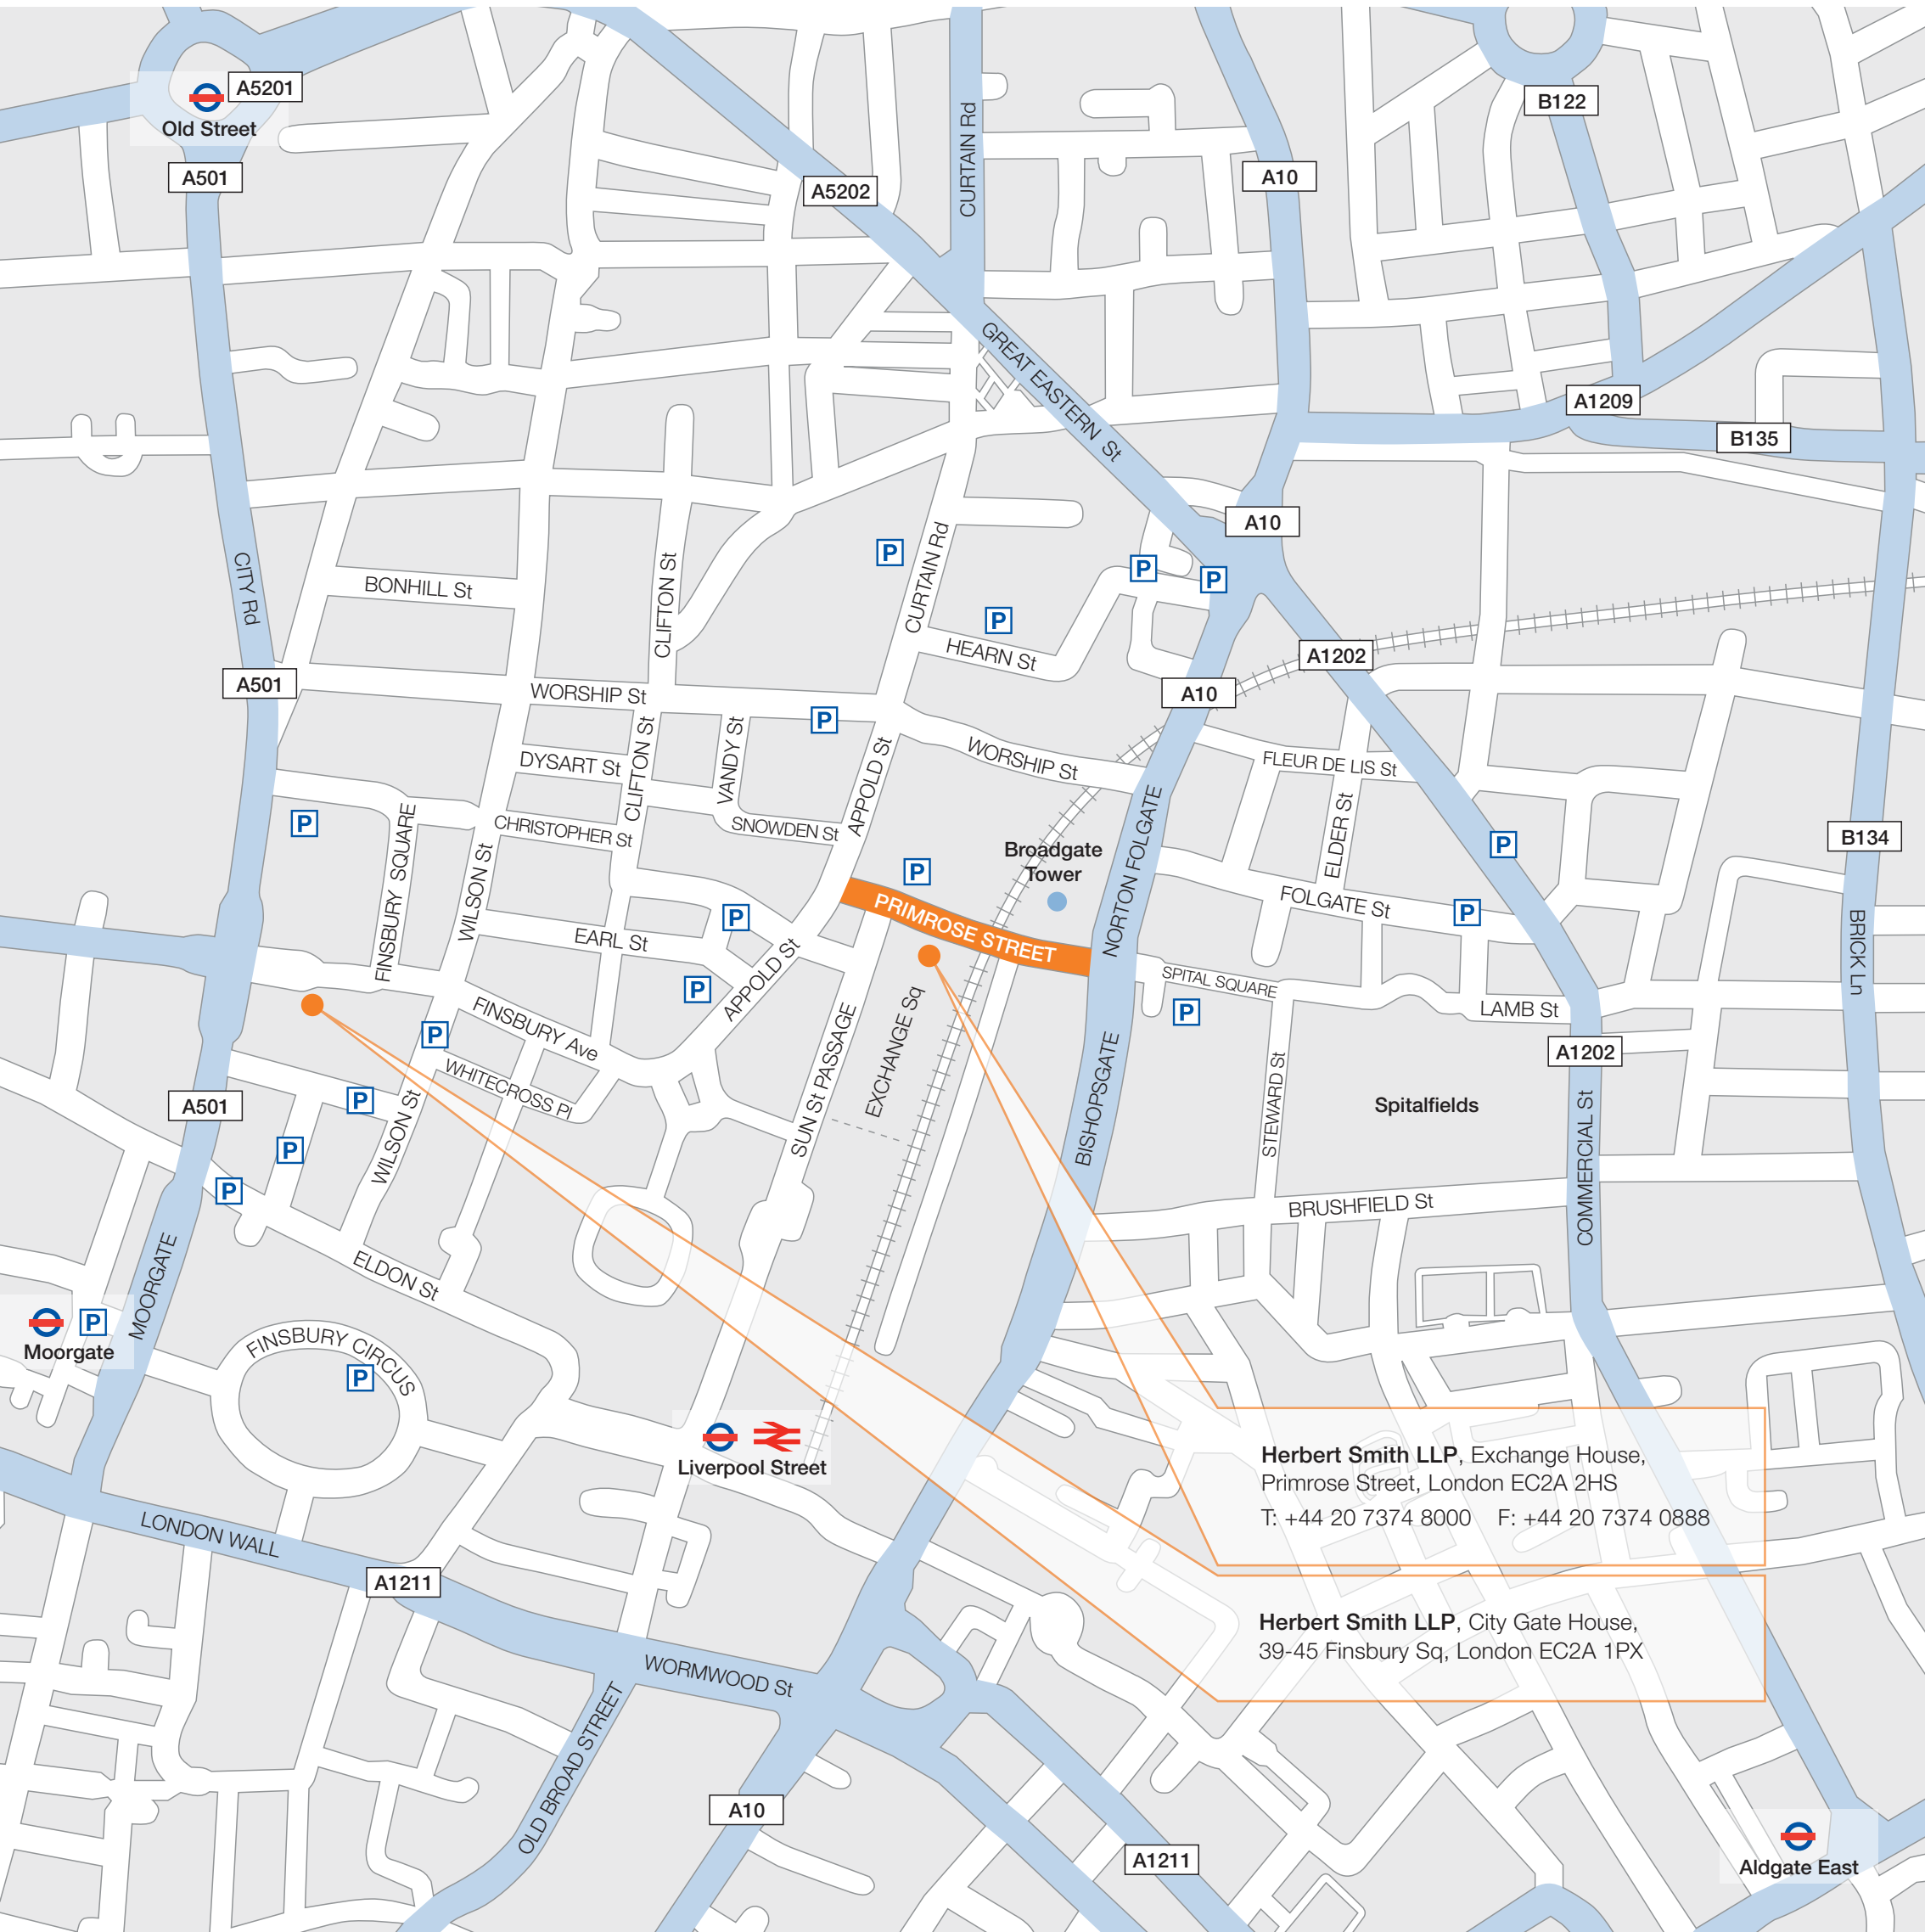 A5201
Old Street
A501
A5202
CURTAIN Rd
A10
B122
GREAT EASTERN St
A1209
B135
A10
CITY Rd
BONHILL St
CLIFTON St
P
CURTAIN Rd
P
P
P
HEARN St
A1202
A501
WORSHIP St
P
A10
DYSART St
CLIFTON St
VANDY St
APPOLD St
WORSHIP St
FLEUR DE LIS St
P
FINSBURY SQUARE
CHRISTOPHER St
SNOWDEN St
WILSON St
NORTON FOLGATE
ELDER St
P
B134
Broadgate
Tower
P
PRIMROSE STREET
FOLGATE St
P
P
EARL St
APPOLD St
P
BRICK Ln
SPITAL SQUARE
P
LAMB St
FINSBURY Ave
P
WHITECROSS Pl
SUN St PASSAGE
EXCHANGE Sq
BISHOPSGATE
STEWARD St
A1202
A501
P
WILSON St
Spitalfields
COMMERCIAL St
P
P
BRUSHFIELD St
MOORGATE
ELDON St
P
Moorgate
FINSBURY CIRCUS
P
Liverpool Street
Herbert Smith LLP, Exchange House,
Primrose Street, London EC2A 2HS
T: +44 20 7374 8000 F: +44 20 7374 0888
LONDON WALL
A1211
Herbert Smith LLP, City Gate House,
39-45 Finsbury Sq, London EC2A 1PX
WORMWOOD St
OLD BROAD STREET
A10
A1211
Aldgate East